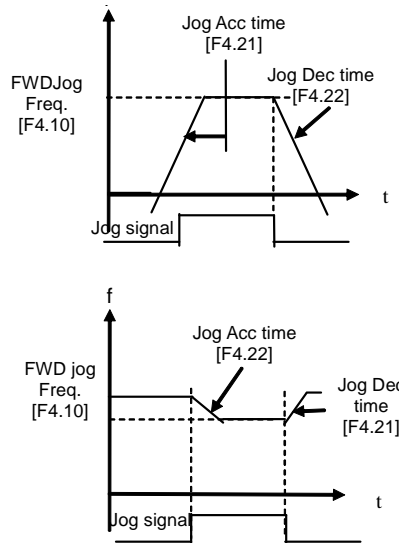 Jog Acc time
[F4.21]
FWDJog
Freq.
[F4.10]
Jog Dec time
[F4.22]
t
Jog signal
f
Jog Acc time
[F4.22]
FWD jog
Freq.
[F4.10]
Jog Dec
time
[F4.21]
t
Jog signal